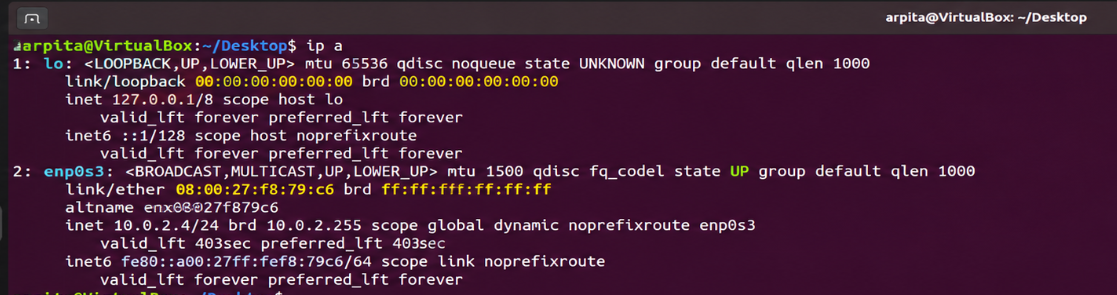 arpita@VirtualBox: ~/Desktop
arpita@VirtualBox:~/Desktop$ ip a
1: lo: <LOOPBACK,UP,LOWER_UP> mtu 65536 qdisc noqueue state UNKNOWN group default qlen 1000
link/loopback 00:00:00:00:00:00 brd 00:00:00:00:00:00
inet 127.0.0.1/8 scope host lo
valid_lft forever preferred_lft forever
inet6 ::1/128 scope host noprefixroute
valid_lft forever preferred_lft forever
2: enp0s3: <BROADCAST,MULTICAST,UP,LOWER_UP> mtu 1500 qdisc fq_codel state UP group default qlen 1000
link/ether 08:00:27:f8:79:c6 brd ff:ff:ff:ff:ff:ff
altname enx080027f879c6
inet 10.0.2.4/24 brd 10.0.2.255 scope global dynamic noprefixroute enp0s3
valid_lft 403sec preferred_lft 403sec
inet6 fe80::a00:27ff:fef8:79c6/64 scope link noprefixroute
valid_lft forever preferred_lft forever